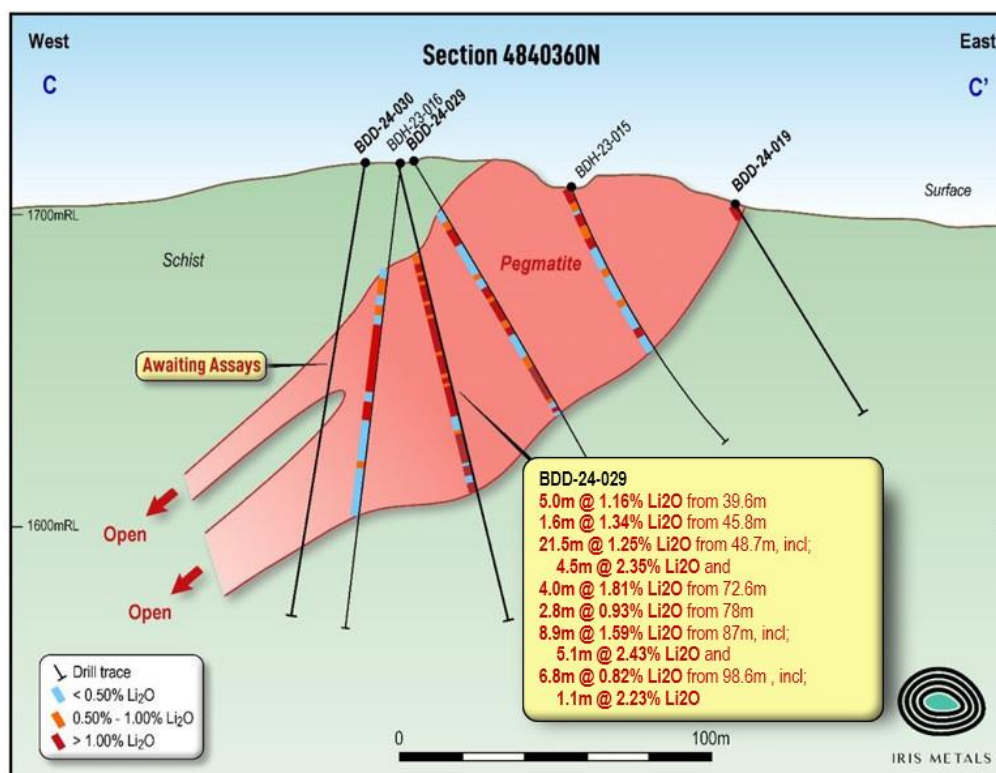 West
East
Section 4840360N
C
C'
BDD-24-030
BDH-23-016
BDD-24-029
BDH-23-015
BDD-24-019
Surface
1700mRL
Schist
Pegmatite
Awaiting Assays
1600mRL
Open
Open
BDD-24-029
5.0m @ 1.16% Li2O from 39.6m
1.6m @ 1.34% Li2O from 45.8m
21.5m @ 1.25% Li2O from 48.7m, incl;
4.5m @ 2.35% Li2O and
4.0m @ 1.81% Li2O from 72.6m
2.8m @ 0.93% Li2O from 78m
8.9m @ 1.59% Li2O from 87m, incl;
5.1m @ 2.43% Li2O and
6.8m @ 0.82% Li2O from 98.6m , incl;
1.1m @ 2.23% Li2O
Drill trace
< 0.50% Li₂O
0.50% - 1.00% Li₂O
> 1.00% Li₂O
0
100m
IRIS METALS